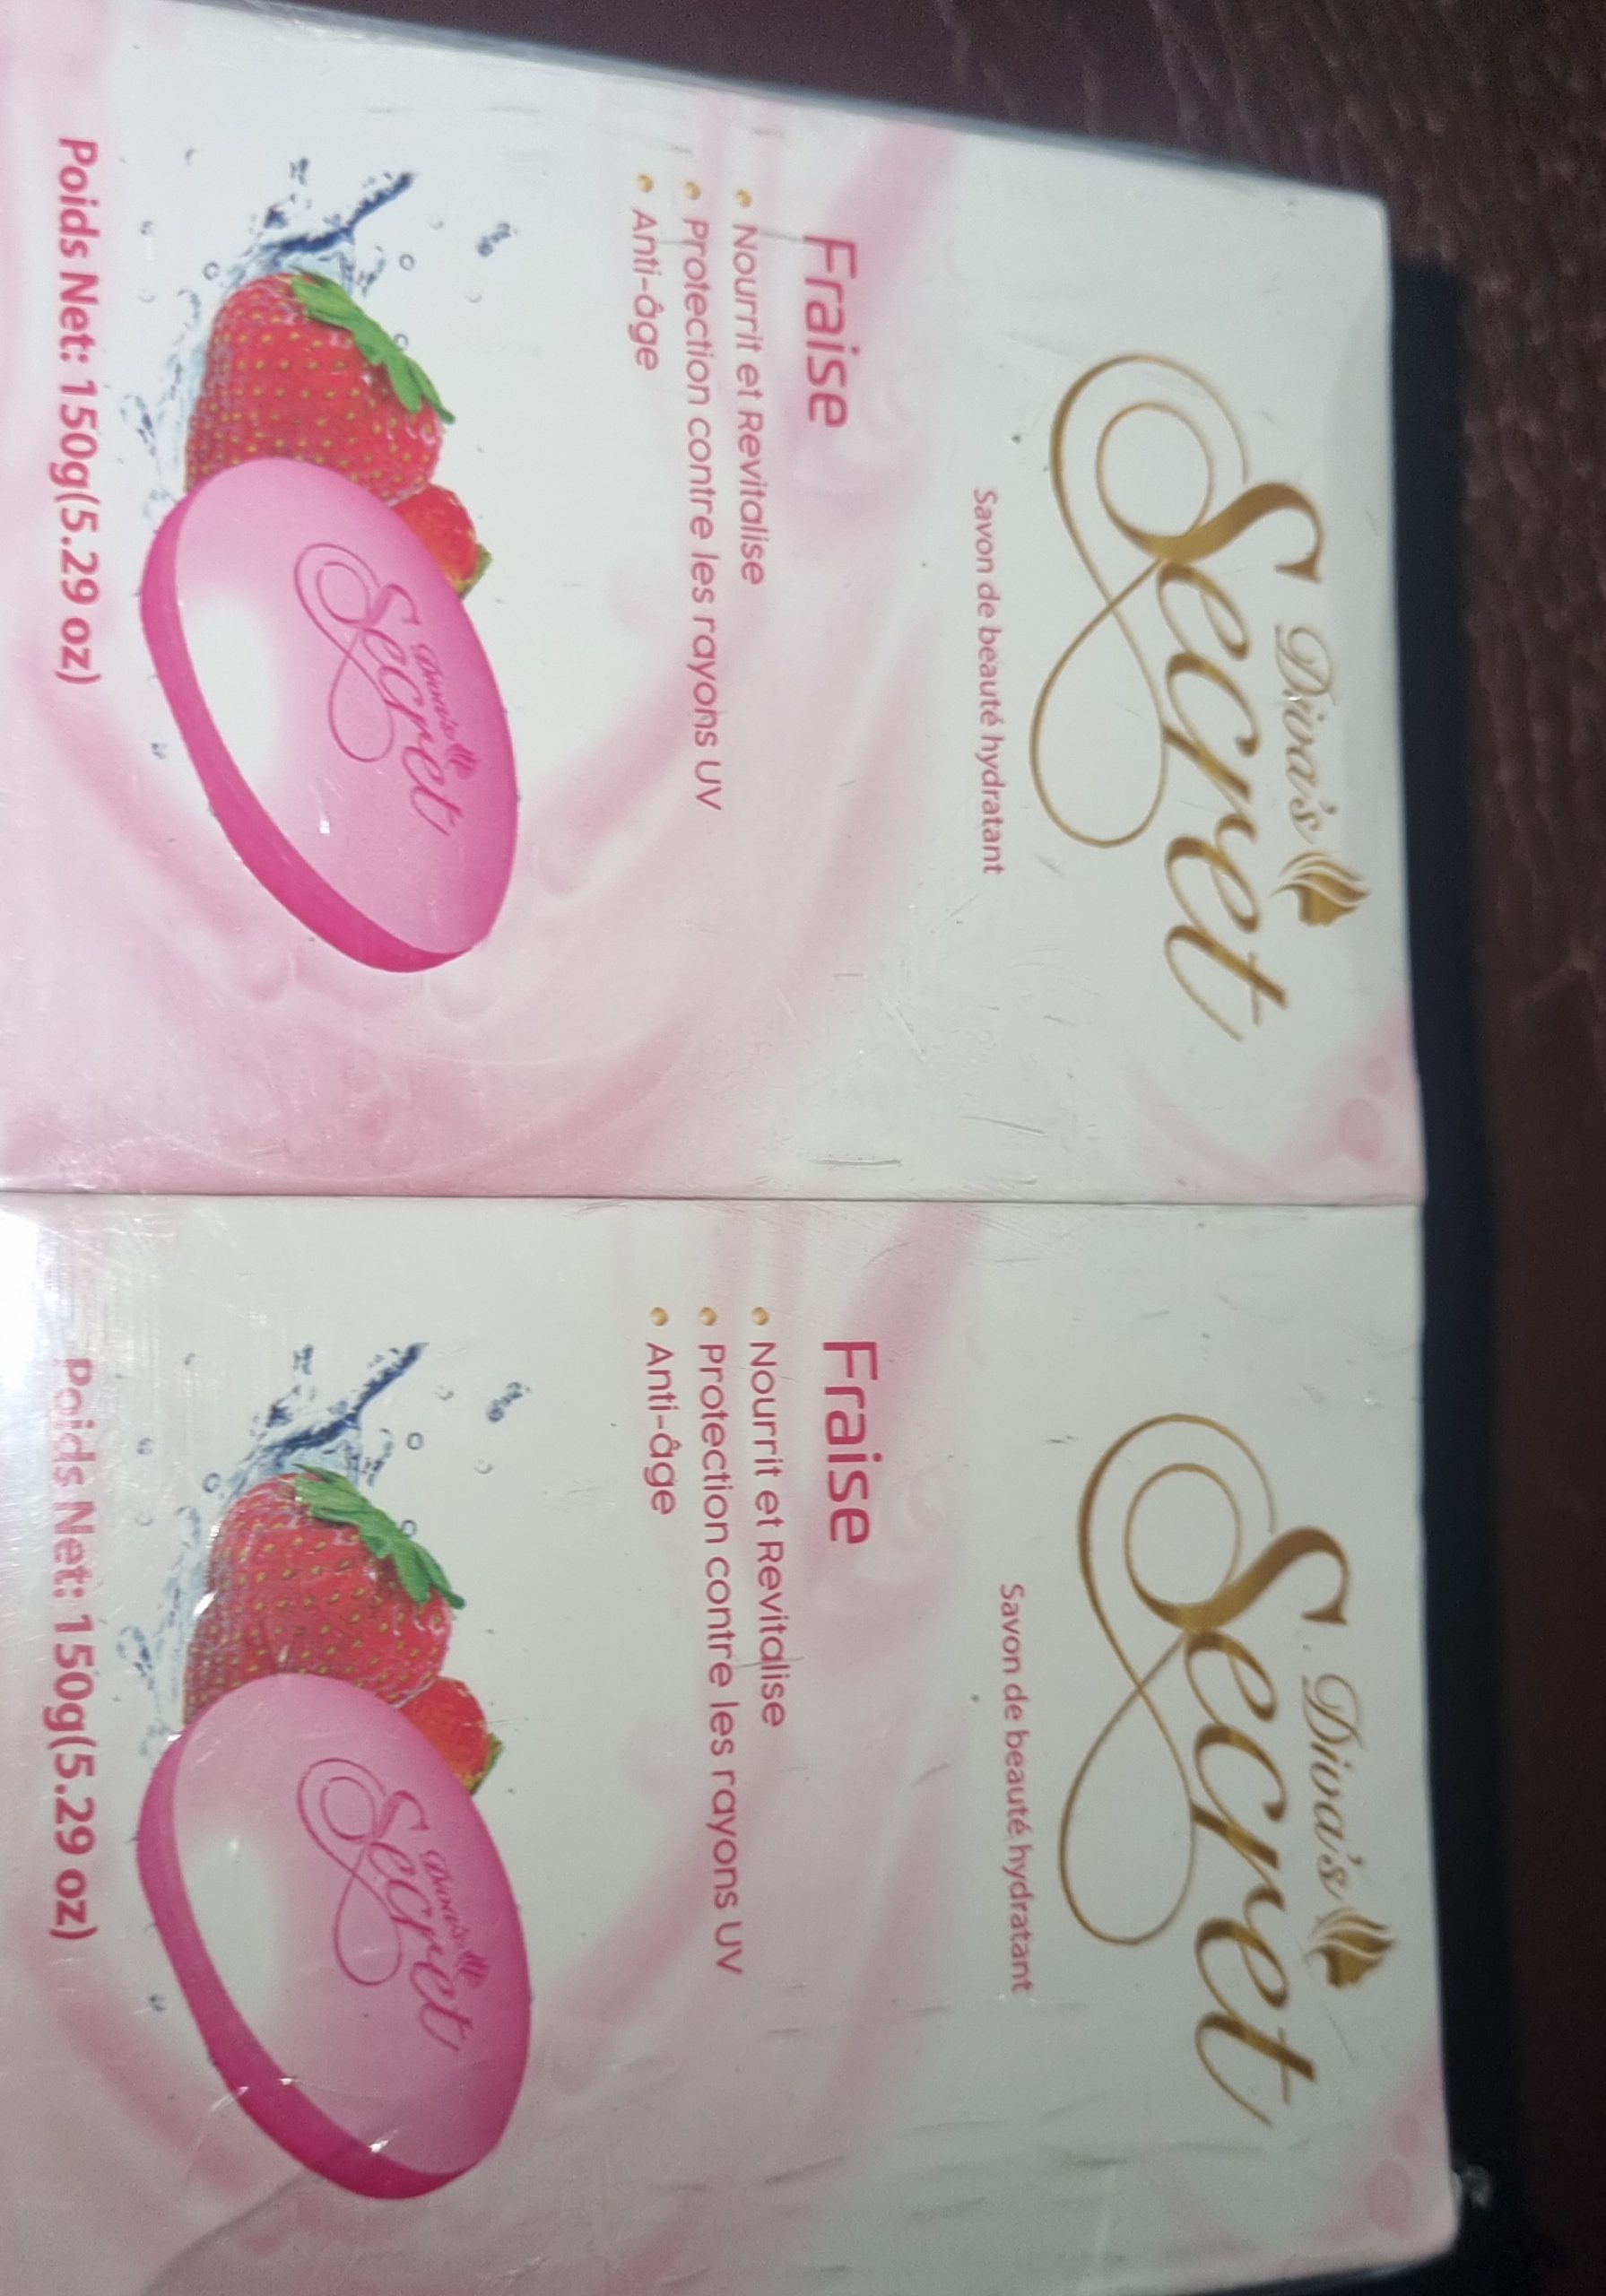 Diva's
Secret
Savon de beauté hydratant
Fraise
• Nourrit et Revitalise
• Protection contre les rayons UV
• Anti-âge
Diva's
Secret
Poids Net: 150g(5.29 oz)
Diva's
Secret
Savon de beauté hydratant
Fraise
• Nourrit et Revitalise
• Protection contre les rayons UV
• Anti-âge
Diva's
Secret
Poids Net: 150g(5.29 oz)